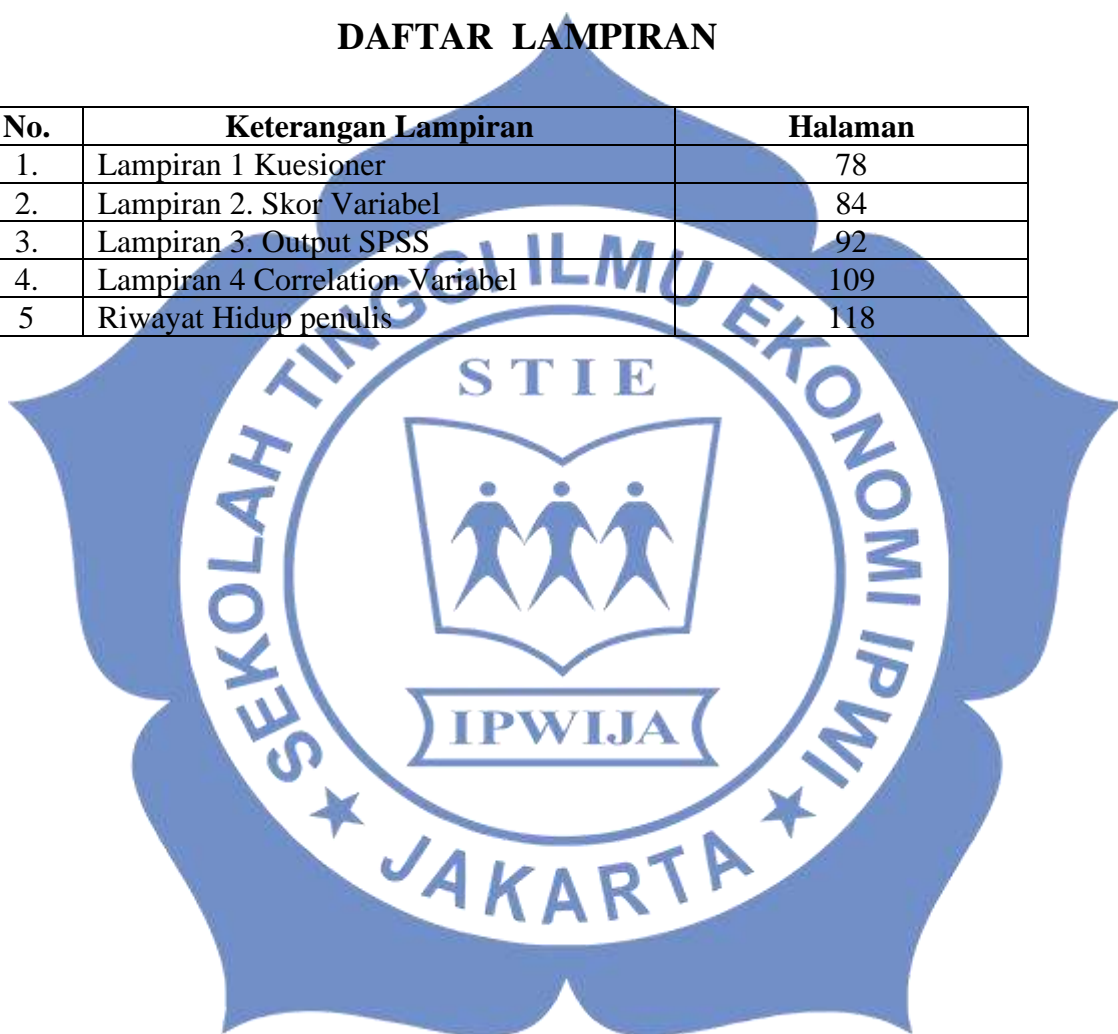 DAFTAR LAMPIRAN
No. Keterangan Lampiran Halaman
1. Lampiran 1 Kuesioner 78
2. Lampiran 2. Skor Variabel 84
3. Lampiran 3. Output SPSS 92
4. Lampiran 4 Correlation Variabel 109
5 Riwayat Hidup penulis 118
SEKOLAH TINGGI ILMU EKONOMI IPWI
STIE
IPWIJA
JAKARTA